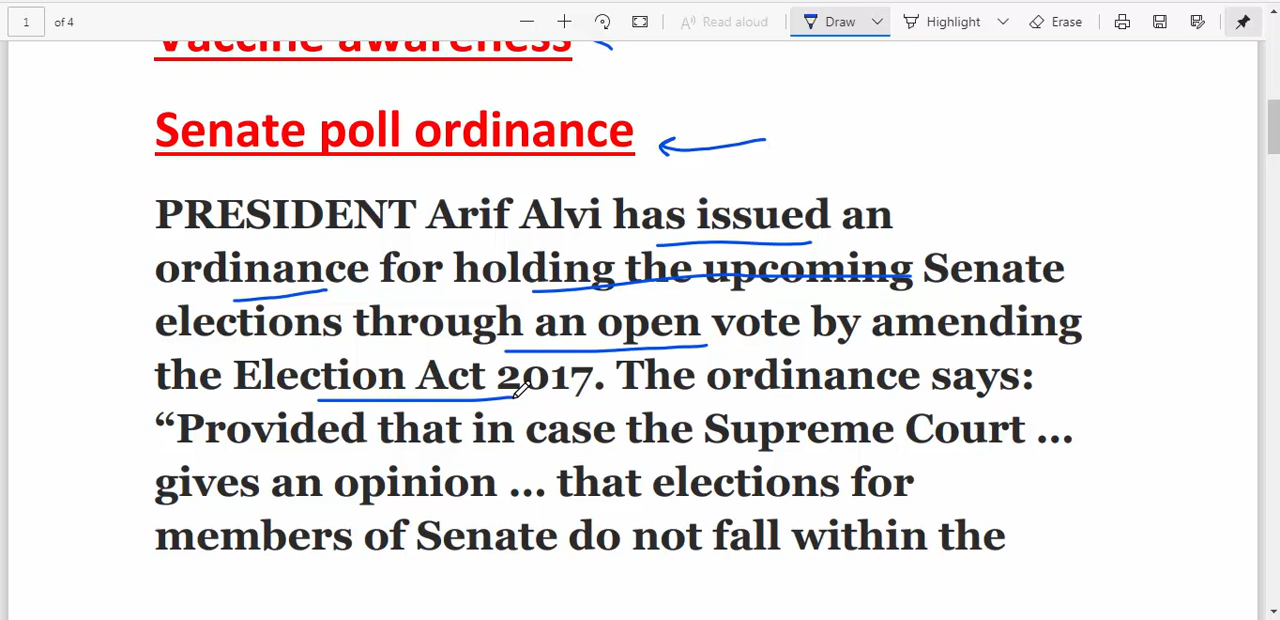 1 of 4 Read aloud Draw Highlight Erase
Vaccine awareness
Senate poll ordinance
PRESIDENT Arif Alvi has issued an
ordinance for holding the upcoming Senate
elections through an open vote by amending
the Election Act 2017. The ordinance says:
“Provided that in case the Supreme Court ...
gives an opinion ... that elections for
members of Senate do not fall within the